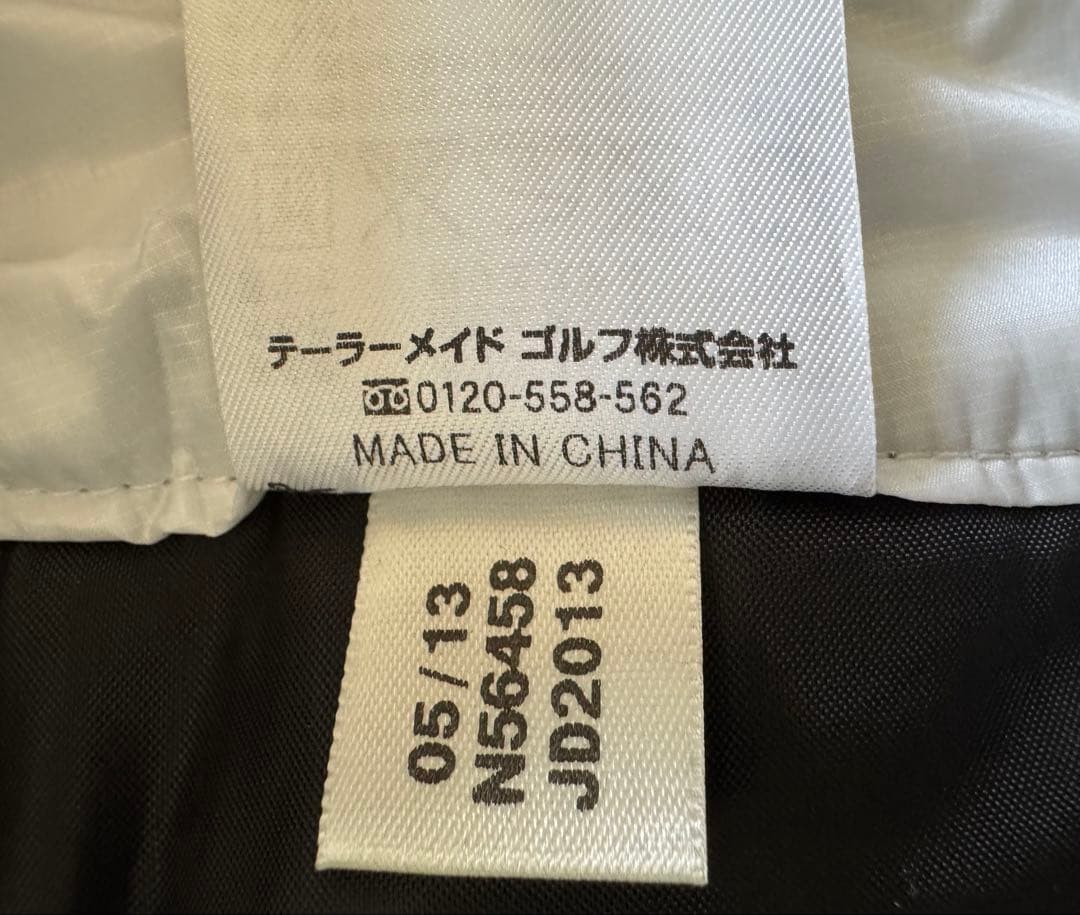 テーラーメイド ゴルフ株式会社
0120-558-562
MADE IN CHINA
05/13
N56458
JD2013